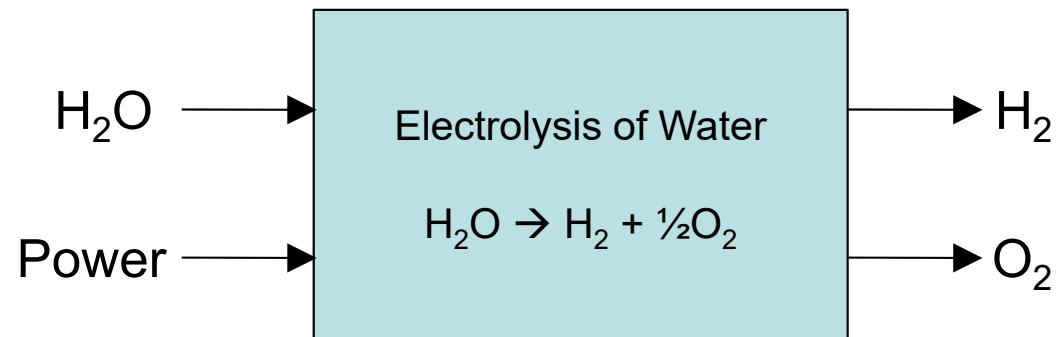 H₂O
Electrolysis of Water
H₂
H₂O → H₂ + ½O₂
Power
O₂